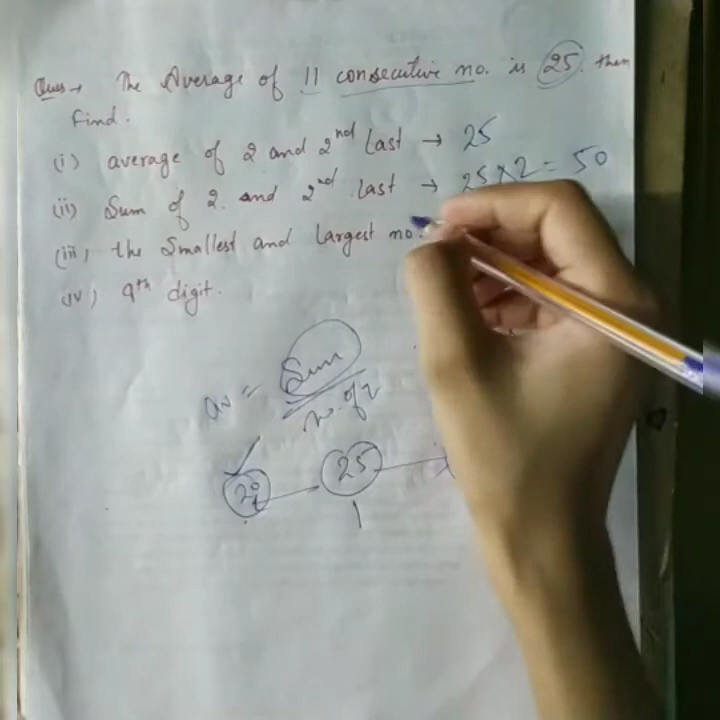 Ques → The Average of 11 consecutive no. is 25. then
find.
(i) average of 2 and 2nd last → 25
(ii) Sum of 2. and 2nd last → 25×2 = 50
(iii) the Smallest and largest no.
(iv) 9th digit.
av = Sum
no. of
25